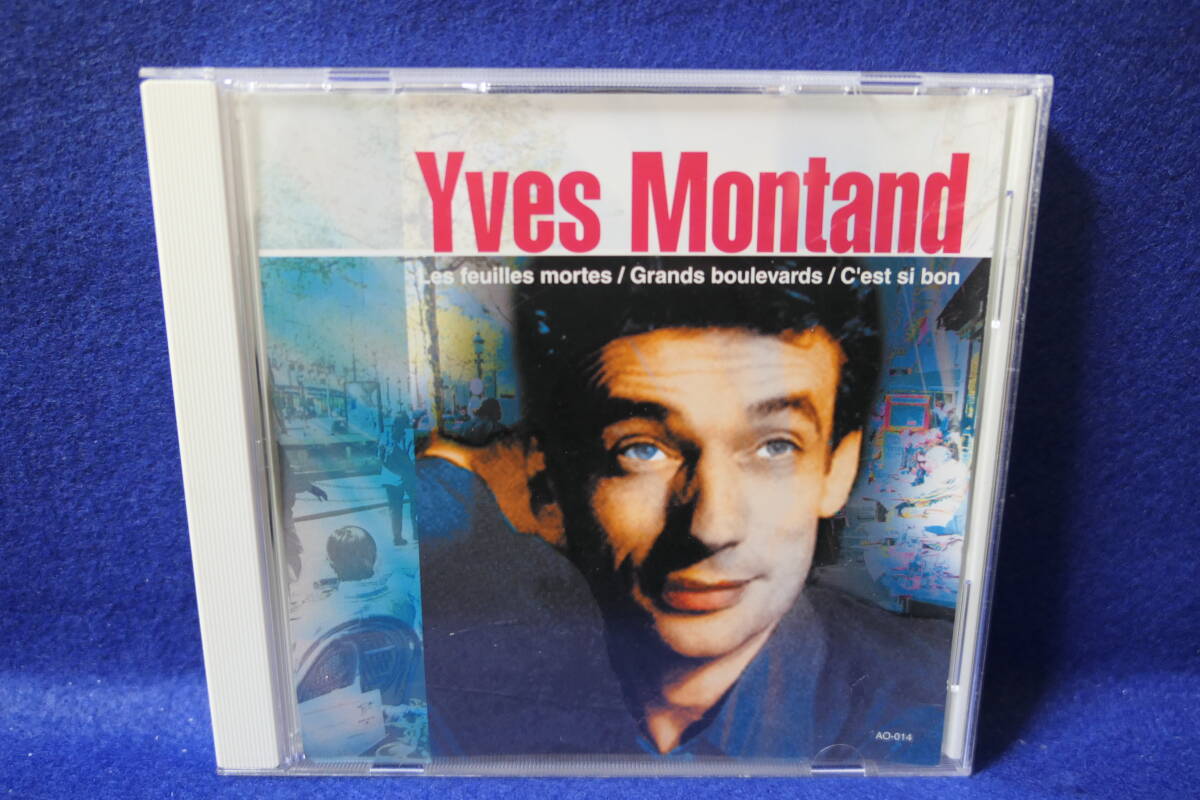 Yves Montand
Les feuilles mortes / Grands boulevards / C'est si bon
AO-014